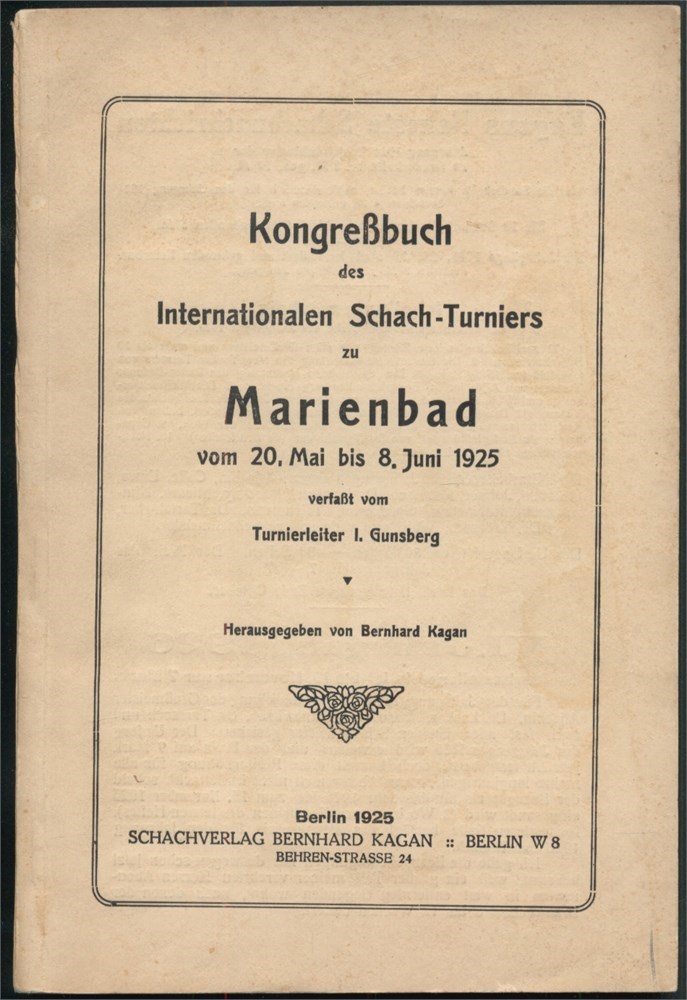 Kongreßbuch
des
Internationalen Schach-Turniers
zu
Marienbad
vom 20. Mai bis 8. Juni 1925
verfaßt vom
Turnierleiter I. Gunsberg
Herausgegeben von Bernhard Kagan
Berlin 1925
SCHACHVERLAG BERNHARD KAGAN :: BERLIN W 8
BEHREN-STRASSE 24